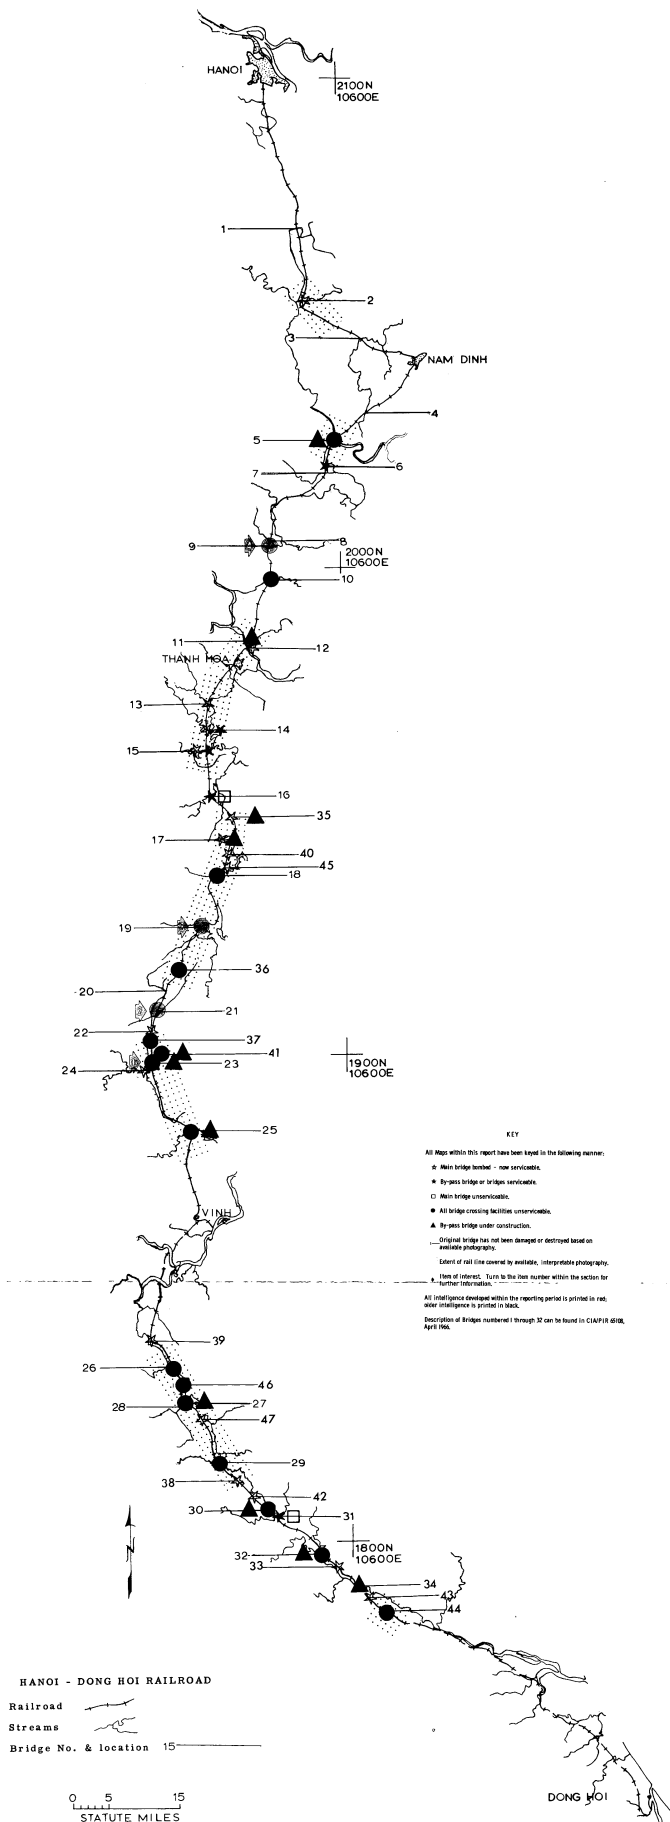 HANOI
2100N
10600E
1
2
3
NAM DINH
4
5
6
7
8
9
2000N
10600E
10
11
12
THANH HOA
13
14
15
16
35
17
40
45
18
19
36
20
21
22
37
41
23
1900N
10600E
24
25
VINH
KEY
All Maps within this report have been keyed in the following manner:
Main bridge bombed - now serviceable.
By-pass bridge or bridges serviceable.
Main bridge unserviceable.
All bridge crossing facilities unserviceable.
By-pass bridge under construction.
Original bridge has not been damaged or destroyed based on
available photography.
Extent of rail line covered by available, interpretable photography.
Item of interest. Turn to the item number within the section for
further information.
All intelligence developed within the reporting period is printed in red;
older intelligence is printed in black.
Description of Bridges numbered 1 through 32 can be found in CIA/PIR 61018,
April 1966.
39
26
46
28
27
47
29
38
42
30
31
1800N
10600E
32
33
34
43
44
N
HANOI - DONG HOI RAILROAD
Railroad
Streams
Bridge No. & location 15
DONG HOI
0 5 15
STATUTE MILES